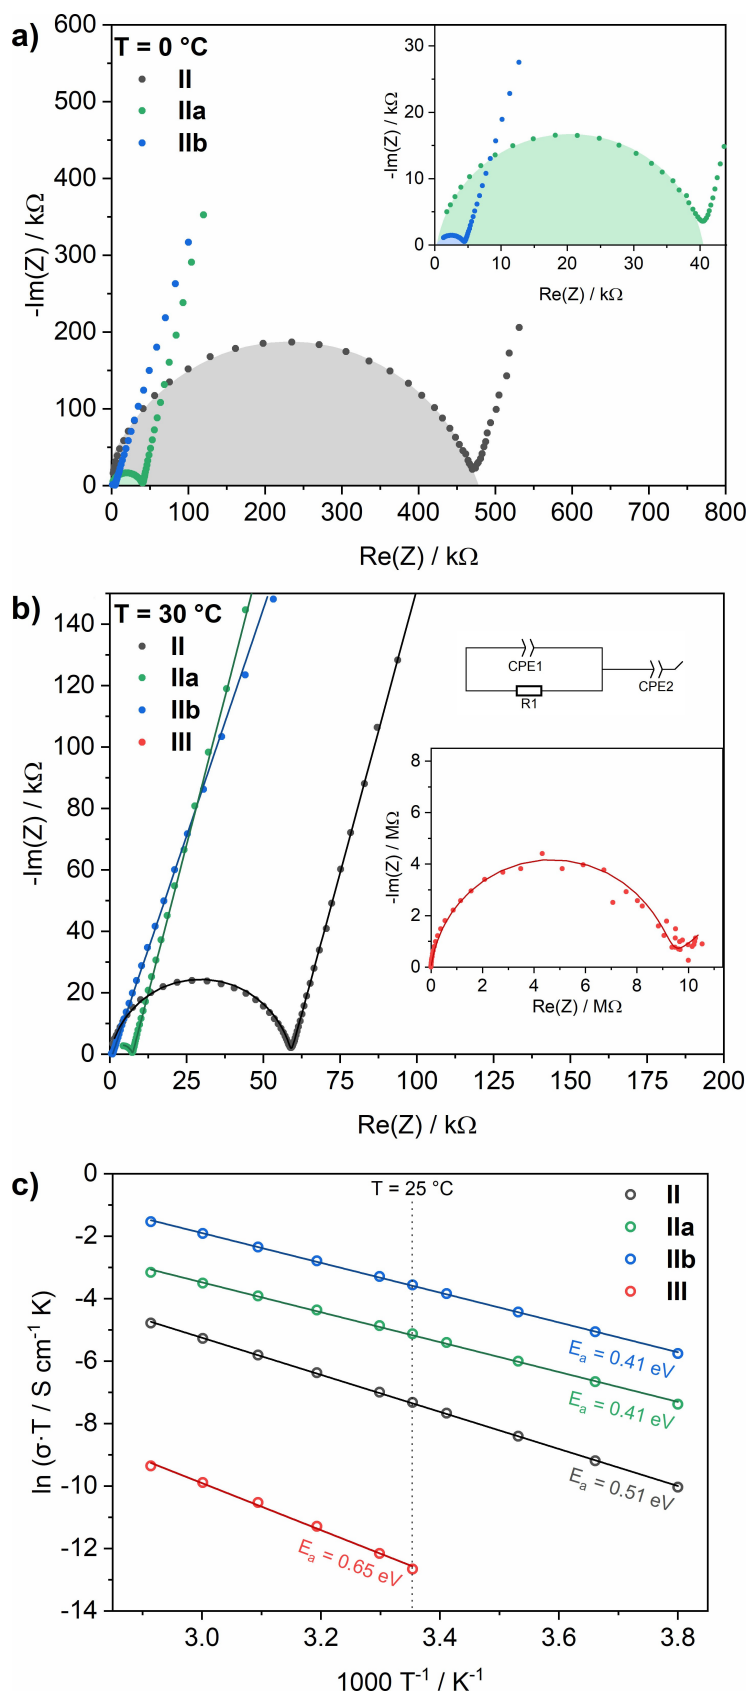 a)
T = 0 °C
II
IIa
IIb
600
500
400
300
200
100
0
-Im(Z) / kΩ
0 100 200 300 400 500 600 700 800
Re(Z) / kΩ
30
20
10
0
-Im(Z) / kΩ
0 10 20 30 40
Re(Z) / kΩ
b)
T = 30 °C
II
IIa
IIb
III
140
120
100
80
60
40
20
0
-Im(Z) / kΩ
0 25 50 75 100 125 150 175 200
Re(Z) / kΩ
CPE1
R1
CPE2
8
6
4
2
0
-Im(Z) / MΩ
0 2 4 6 8 10
Re(Z) / MΩ
c)
T = 25 °C
II
IIa
IIb
III
0
-2
-4
-6
-8
-10
-12
-14
ln (σ·T / S cm⁻¹ K)
Eₐ = 0.41 eV
Eₐ = 0.41 eV
Eₐ = 0.51 eV
Eₐ = 0.65 eV
3.0 3.2 3.4 3.6 3.8
1000 T⁻¹ / K⁻¹